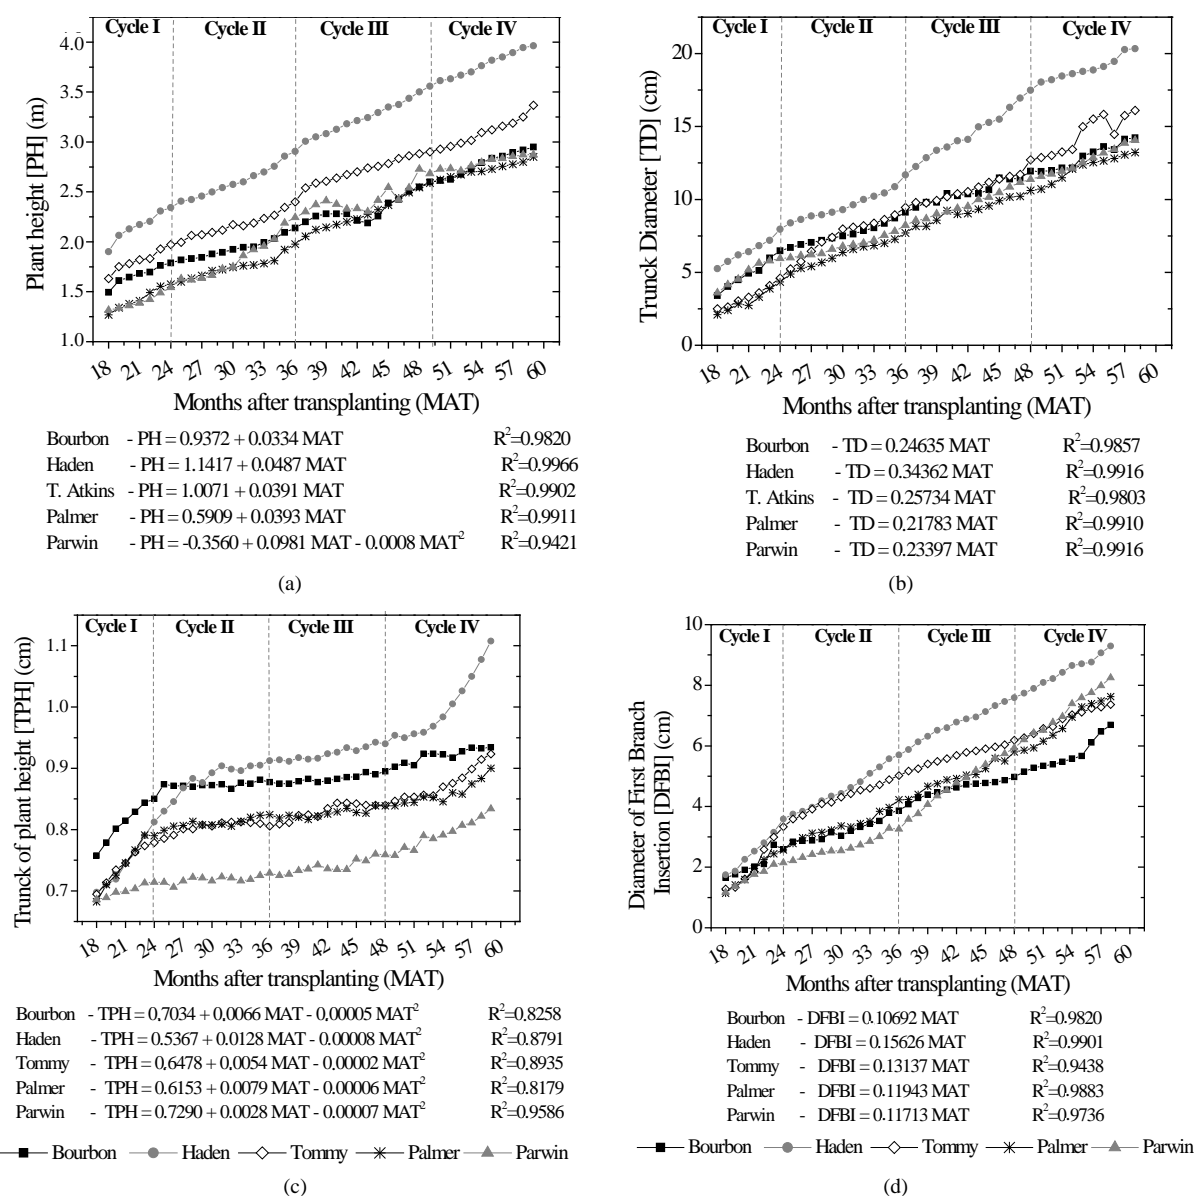 Cycle I Cycle II Cycle III Cycle IV
4.0
3.5
3.0
2.5
2.0
1.5
1.0
Plant height [PH] (m)
18 21 24 27 30 33 36 39 42 45 48 51 54 57 60
Months after transplanting (MAT)
Bourbon - PH = 0.9372 + 0.0334 MAT R²=0.9820
Haden - PH = 1.1417 + 0.0487 MAT R²=0.9966
T. Atkins - PH = 1.0071 + 0.0391 MAT R²=0.9902
Palmer - PH = 0.5909 + 0.0393 MAT R²=0.9911
Parwin - PH = -0.3560 + 0.0981 MAT - 0.0008 MAT² R²=0.9421
(a)
Cycle I Cycle II Cycle III Cycle IV
20
15
10
5
0
Trunck Diameter [TD] (cm)
18 21 24 27 30 33 36 39 42 45 48 51 54 57 60
Months after transplanting (MAT)
Bourbon - TD = 0.24635 MAT R²=0.9857
Haden - TD = 0.34362 MAT R²=0.9916
T. Atkins - TD = 0.25734 MAT R²=0.9803
Palmer - TD = 0,21783 MAT R²=0.9910
Parwin - TD = 0.23397 MAT R²=0.9916
(b)
Cycle I Cycle II Cycle III Cycle IV
1.1
1.0
0.9
0.8
0.7
Trunck of plant height [TPH] (cm)
18 21 24 27 30 33 36 39 42 45 48 51 54 57 60
Months after transplanting (MAT)
Bourbon - TPH = 0,7034 + 0,0066 MAT - 0,00005 MAT² R²=0,8258
Haden - TPH = 0.5367 + 0.0128 MAT - 0.00008 MAT² R²=0.8791
Tommy - TPH = 0.6478 + 0,0054 MAT - 0.00002 MAT² R²=0.8935
Palmer - TPH = 0.6153 + 0.0079 MAT - 0.00006 MAT² R²=0.8179
Parwin - TPH = 0.7290 + 0.0028 MAT - 0.00007 MAT² R²=0.9586
10
8
6
4
2
0
Cycle I Cycle II Cycle III Cycle IV
Diameter of First Branch
Insertion [DFBI] (cm)
18 21 24 27 30 33 36 39 42 45 48 51 54 57 60
Months after transplanting (MAT)
Bourbon - DFBI = 0.10692 MAT R²=0.9820
Haden - DFBI = 0.15626 MAT R²=0.9901
Tommy - DFBI = 0.13137 MAT R²=0.9438
Palmer - DFBI = 0.11943 MAT R²=0.9883
Parwin - DFBI = 0.11713 MAT R²=0.9736
Bourbon Haden Tommy Palmer Parwin
Bourbon Haden Tommy Palmer Parwin
(c)
(d)